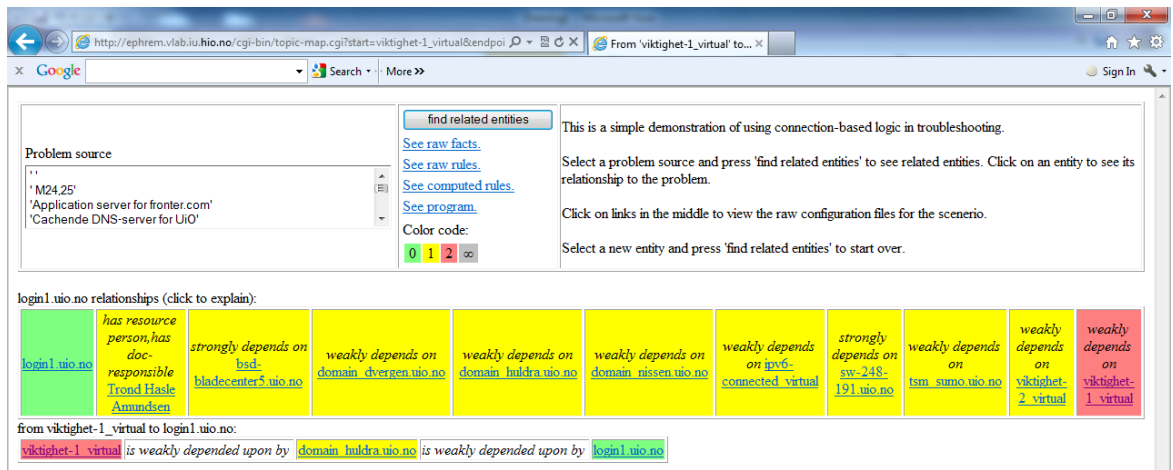 http://ephrem.vlab.iu.hio.no/cgi-bin/topic-map.cgi?start=viktighet-1_virtual&endpoi
From 'viktighet-1_virtual' to...
x Google Search More >> Sign In
Problem source
' '
' M24,25'
'Application server for fronter.com'
'Cachende DNS-server for UiO'
find related entities
See raw facts.
See raw rules.
See computed rules.
See program.
Color code:
0 1 2 ∞
This is a simple demonstration of using connection-based logic in troubleshooting.
Select a problem source and press 'find related entities' to see related entities. Click on an entity to see its
relationship to the problem.
Click on links in the middle to view the raw configuration files for the scenerio.
Select a new entity and press 'find related entities' to start over.
login1.uio.no relationships (click to explain):
login1.uio.no
has resource
person,has
doc-
responsible
Trond Hasle
Amundsen
strongly depends on
bsd-
bladecenter5.uio.no
weakly depends on
domain_dvergen.uio.no
weakly depends on
domain_huldra.uio.no
weakly depends on
domain_nissen.uio.no
weakly depends
on ipv6-
connected_virtual
strongly
depends on
sw-248-
191.uio.no
weakly depends
on
tsm_sumo.uio.no
weakly
depends
on
viktighet-
2_virtual
weakly
depends
on
viktighet-
1_virtual
from viktighet-1_virtual to login1.uio.no:
viktighet-1_virtual is weakly depended upon by domain_huldra.uio.no is weakly depended upon by login1.uio.no